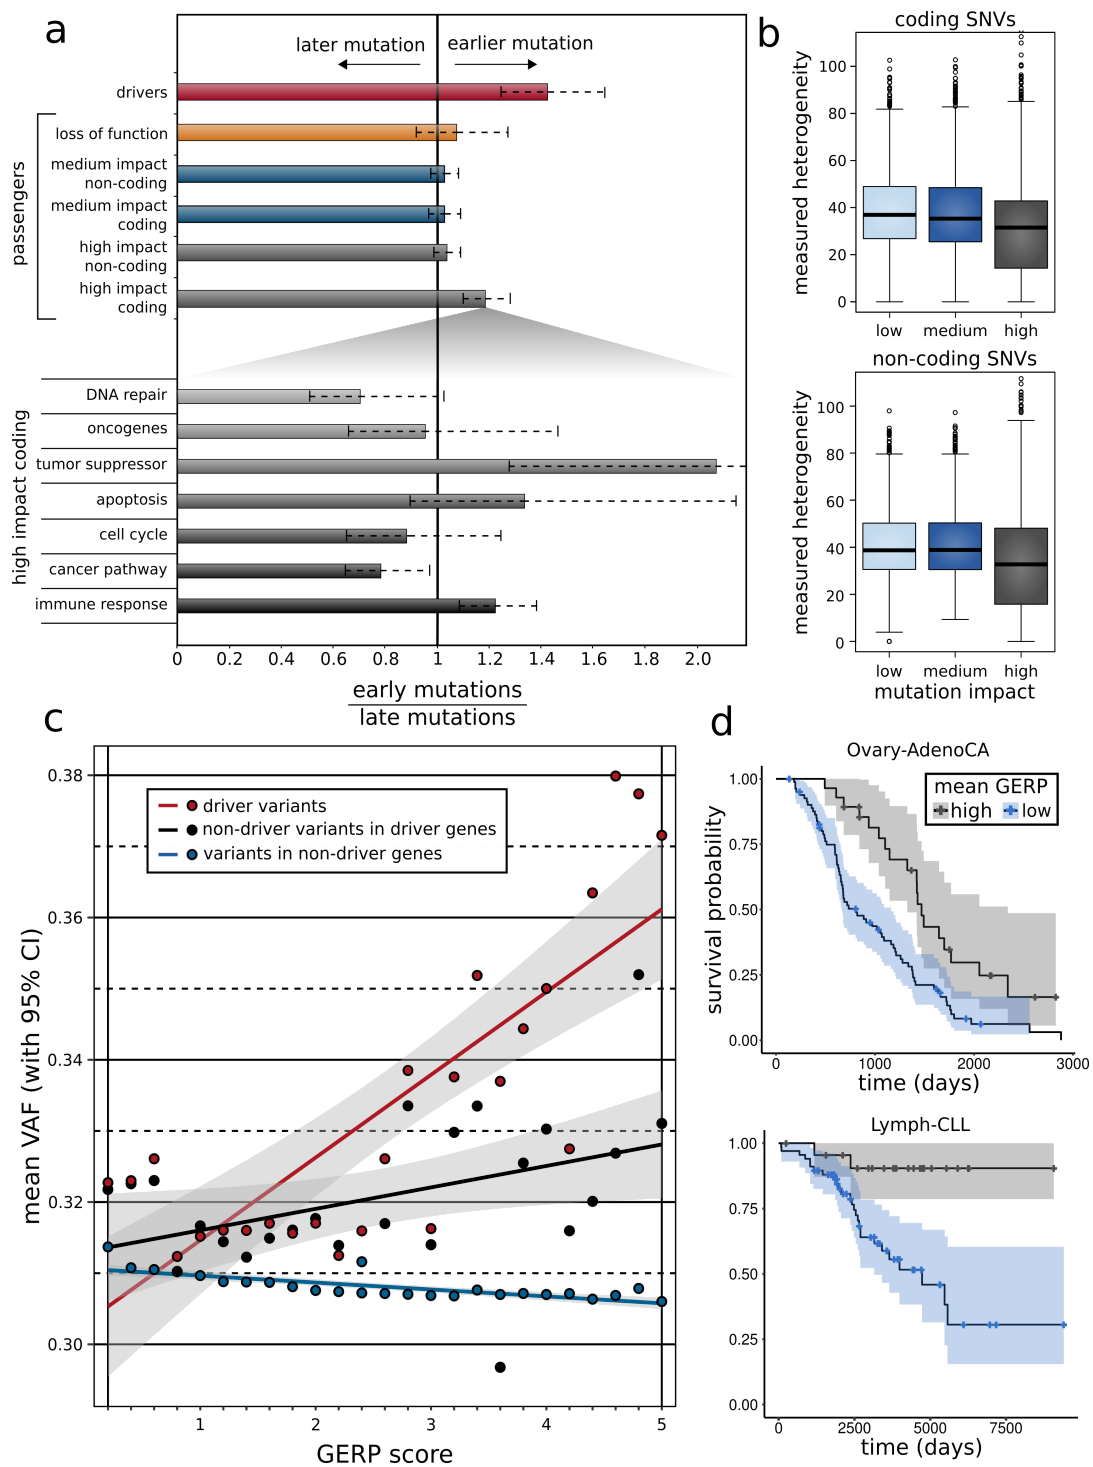 a
later mutation
earlier mutation
drivers
passengers
loss of function
medium impact
non-coding
medium impact
coding
high impact
non-coding
high impact
coding
high impact coding
DNA repair
oncogenes
tumor suppressor
apoptosis
cell cycle
cancer pathway
immune response
0 0.2 0.4 0.6 0.8 1 1.2 1.4 1.6 1.8 2.0
early mutations
late mutations
b
coding SNVs
measured heterogeneity
100
80
60
40
20
0
low medium high
non-coding SNVs
measured heterogeneity
100
80
60
40
20
0
low medium high
mutation impact
c
mean VAF (with 95% CI)
0.38
0.36
0.34
0.32
0.30
driver variants
non-driver variants in driver genes
variants in non-driver genes
1 2 3 4 5
GERP score
d
Ovary-AdenoCA
survival probability
mean GERP
high low
1.00
0.75
0.50
0.25
0.00
0 1000 2000 3000
time (days)
Lymph-CLL
1.00
0.75
0.50
0.25
0.00
0 2500 5000 7500
time (days)